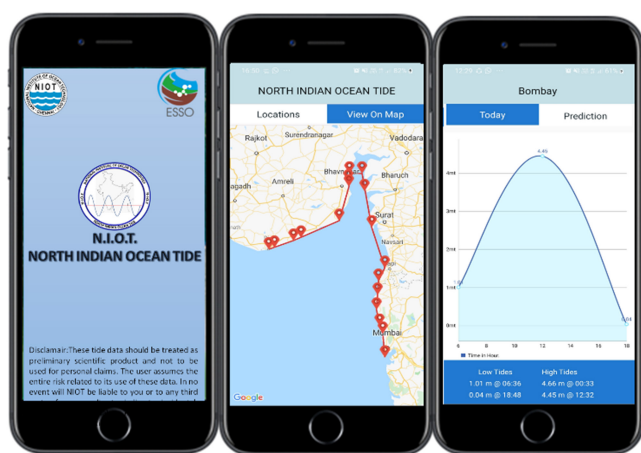 NIOT
ESSO
N.I.O.T.
NORTH INDIAN OCEAN TIDE
Disclamair:These tide data should be treated as
preliminary scientific product and not to be
used for personal claims. The user assumes the
entire risk related to its use of these data. In no
event will NIOT be liable to you or to any third
NORTH INDIAN OCEAN TIDE
Locations
View On Map
Rajkot
Surendranagar
Vadodara
Amreli
Bharuch
Surat
Navsari
Mumbai
Google
Bombay
Today
Prediction
4.46
4mt
3mt
2mt
1mt
0mt
0.04
6
8
10
12
14
16
18
Time in Hour
Low Tides
High Tides
1.01 m @ 06:36
4.66 m @ 00:33
0.04 m @ 18:48
4.45 m @ 12:32